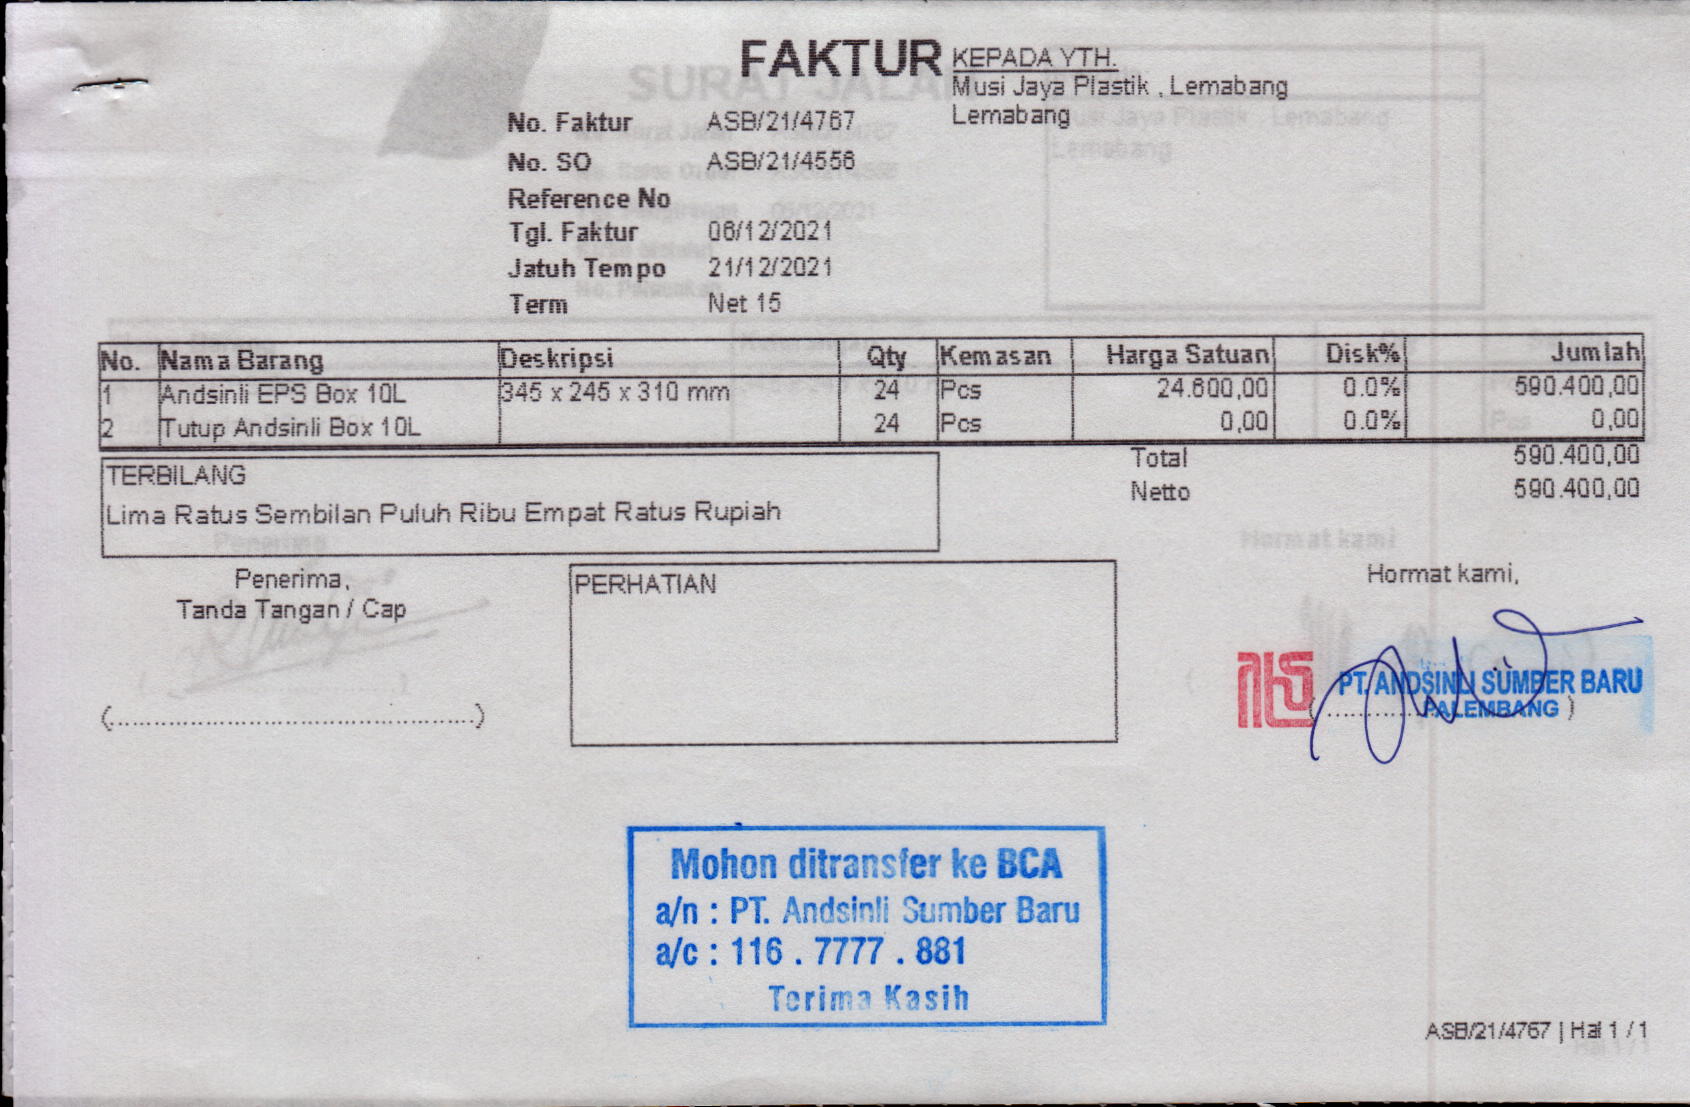 FAKTUR
KEPADA YTH.
Musi Jaya Plastik , Lemabang
Lemabang
No. Faktur ASB/21/4767
No. SO ASB/21/4556
Reference No
Tgl. Faktur 06/12/2021
Jatuh Tempo 21/12/2021
Term Net 15
No. Nama Barang Deskripsi Qty Kemasan Harga Satuan Disk% Jumlah
1 Andsinli EPS Box 10L 345 x 245 x 310 mm 24 Pcs 24.600,00 0.0% 590.400,00
2 Tutup Andsinli Box 10L 24 Pcs 0,00 0.0% 0,00
Total 590.400,00
Netto 590.400,00
TERBILANG
Lima Ratus Sembilan Puluh Ribu Empat Ratus Rupiah
Penerima,
Tanda Tangan / Cap
PERHATIAN
Hormat kami,
PT. ANDSINLI SUMBER BARU
PALEMBANG
Mohon ditransfer ke BCA
a/n : PT. Andsinli Sumber Baru
a/c : 116 . 7777 . 881
Terima Kasih
ASB/21/4767 | Hal 1 / 1